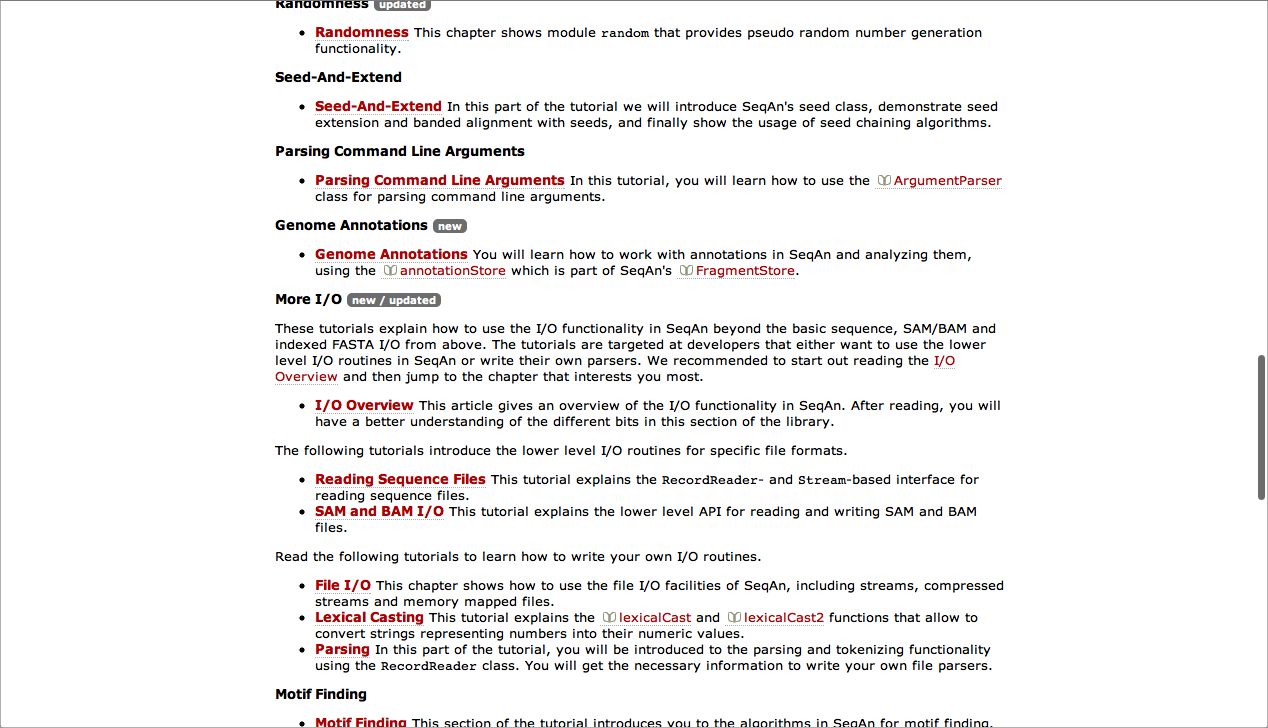 Randomness updated
• Randomness This chapter shows module random that provides pseudo random number generation
functionality.
Seed-And-Extend
• Seed-And-Extend In this part of the tutorial we will introduce SeqAn's seed class, demonstrate seed
extension and banded alignment with seeds, and finally show the usage of seed chaining algorithms.
Parsing Command Line Arguments
• Parsing Command Line Arguments In this tutorial, you will learn how to use the ArgumentParser
class for parsing command line arguments.
Genome Annotations new
• Genome Annotations You will learn how to work with annotations in SeqAn and analyzing them,
using the annotationStore which is part of SeqAn's FragmentStore.
More I/O new / updated
These tutorials explain how to use the I/O functionality in SeqAn beyond the basic sequence, SAM/BAM and
indexed FASTA I/O from above. The tutorials are targeted at developers that either want to use the lower
level I/O routines in SeqAn or write their own parsers. We recommended to start out reading the I/O
Overview and then jump to the chapter that interests you most.
• I/O Overview This article gives an overview of the I/O functionality in SeqAn. After reading, you will
have a better understanding of the different bits in this section of the library.
The following tutorials introduce the lower level I/O routines for specific file formats.
• Reading Sequence Files This tutorial explains the RecordReader- and Stream-based interface for
reading sequence files.
• SAM and BAM I/O This tutorial explains the lower level API for reading and writing SAM and BAM
files.
Read the following tutorials to learn how to write your own I/O routines.
• File I/O This chapter shows how to use the file I/O facilities of SeqAn, including streams, compressed
streams and memory mapped files.
• Lexical Casting This tutorial explains the lexicalCast and lexicalCast2 functions that allow to
convert strings representing numbers into their numeric values.
• Parsing In this part of the tutorial, you will be introduced to the parsing and tokenizing functionality
using the RecordReader class. You will get the necessary information to write your own file parsers.
Motif Finding
• Motif Finding This section of the tutorial introduces you to the algorithms in SeqAn for motif finding.